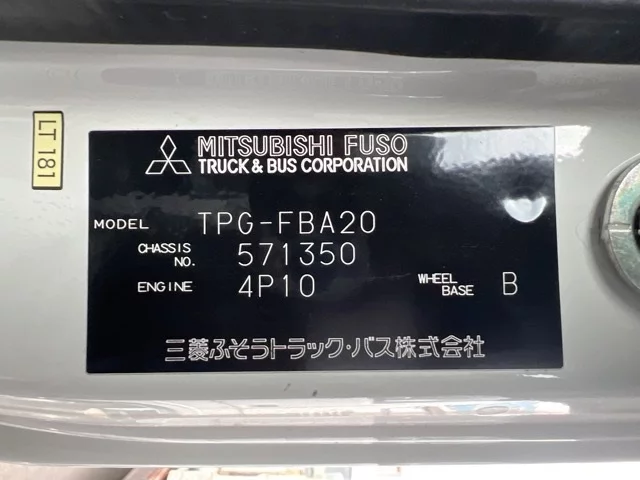 LT 181
MITSUBISHI FUSO
TRUCK & BUS CORPORATION
MODEL TPG-FBA20
CHASSIS NO. 571350
ENGINE 4P10 WHEEL BASE B
三菱ふそうトラック・バス株式会社